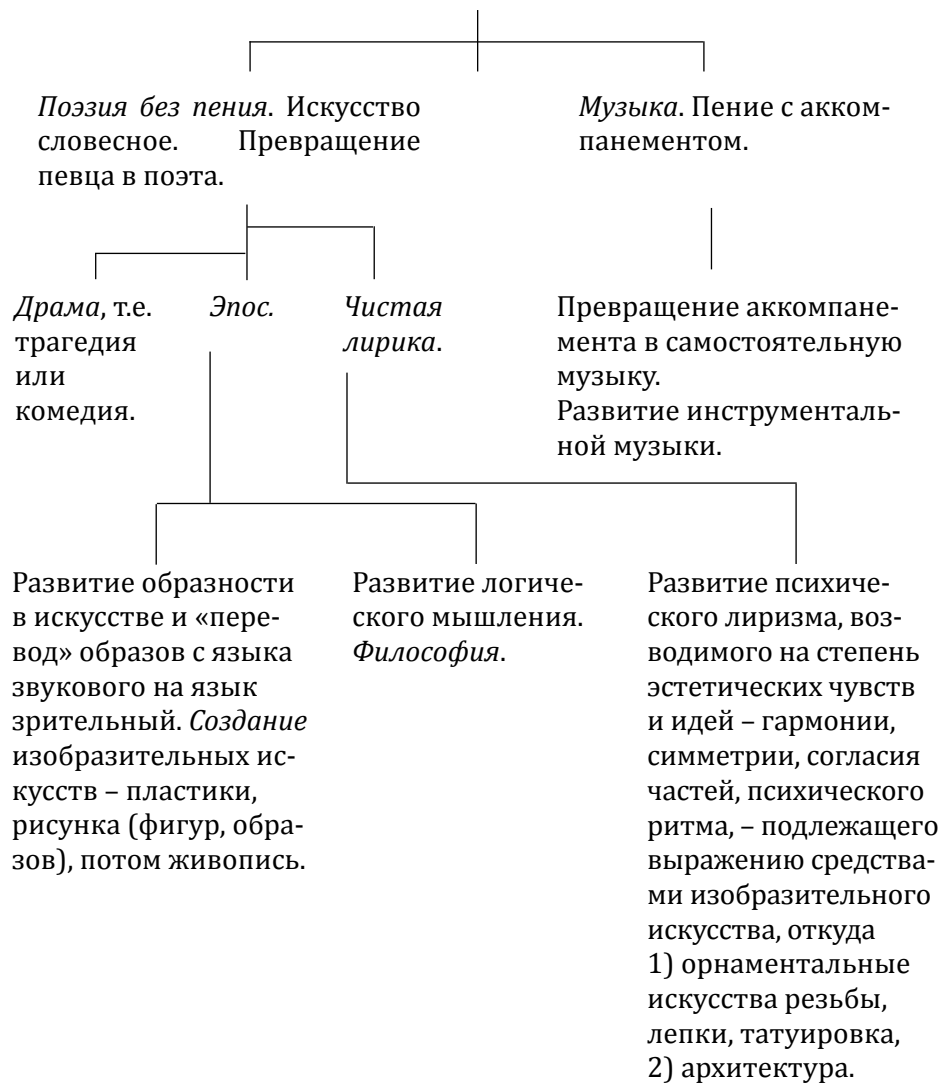 Поэзия без пения. Искусство
словесное. Превращение
певца в поэта.
Музыка. Пение с акком-
панементом.
Драма, т.е.
трагедия
или
комедия.
Эпос.
Чистая
лирика.
Превращение аккомпане-
мента в самостоятельную
музыку.
Развитие инструменталь-
ной музыки.
Развитие образности
в искусстве и «пере-
вод» образов с языка
звукового на язык
зрительный. Создание
изобразительных ис-
кусств – пластики,
рисунка (фигур, обра-
зов), потом живопись.
Развитие логиче-
ского мышления.
Философия.
Развитие психиче-
ского лиризма, воз-
водимого на степень
эстетических чувств
и идей – гармонии,
симметрии, согласия
частей, психического
ритма, – подлежащего
выражению средства-
ми изобразительного
искусства, откуда
1) орнаментальные
искусства резьбы,
лепки, татуировка,
2) архитектура.